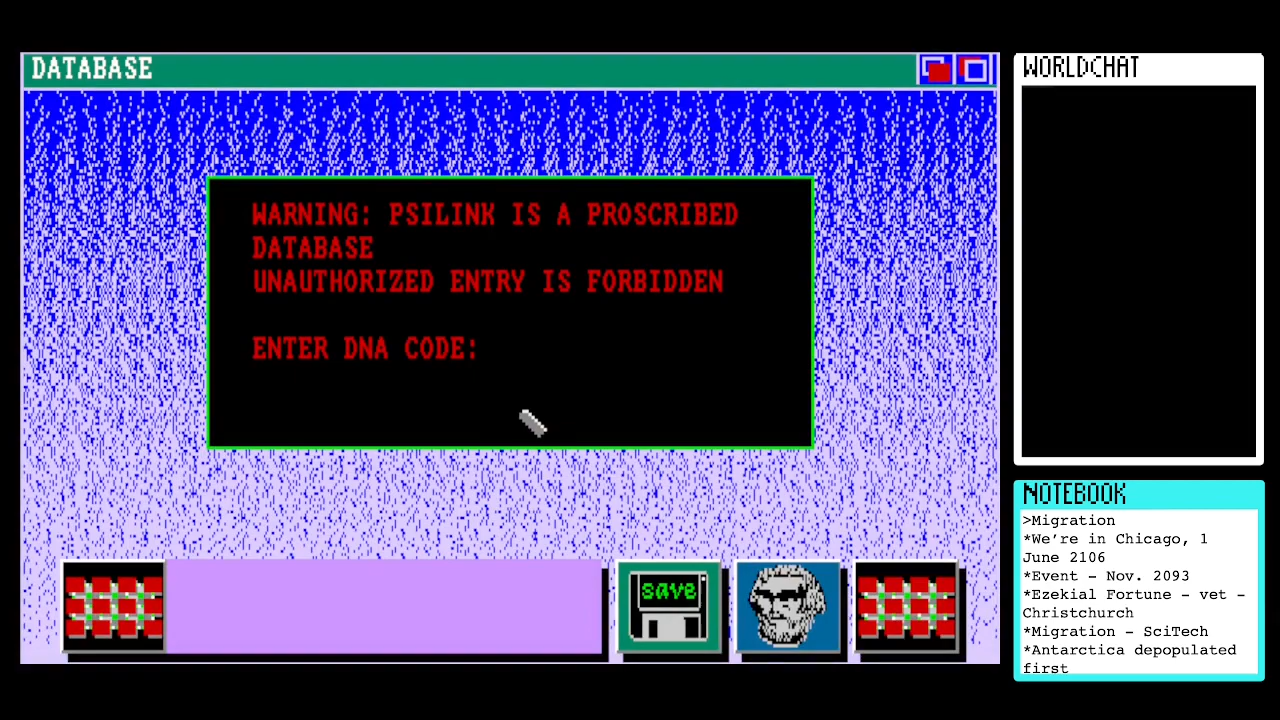 DATABASE
WARNING: PSILINK IS A PROSCRIBED
DATABASE
UNAUTHORIZED ENTRY IS FORBIDDEN
ENTER DNA CODE:
save
WORLDCHAT
NOTEBOOK
>Migration
*We're in Chicago, 1
June 2106
*Event - Nov. 2093
*Ezekial Fortune - vet -
Christchurch
*Migration - SciTech
*Antarctica depopulated
first